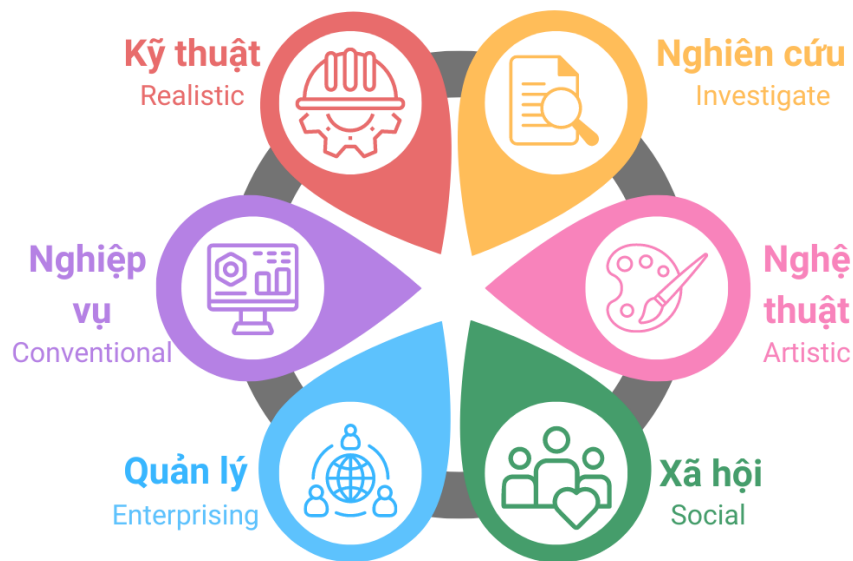 Kỹ thuật
Realistic
Nghiên cứu
Investigate
Nghiệp
vụ
Conventional
Nghệ
thuật
Artistic
Quản lý
Enterprising
Xã hội
Social